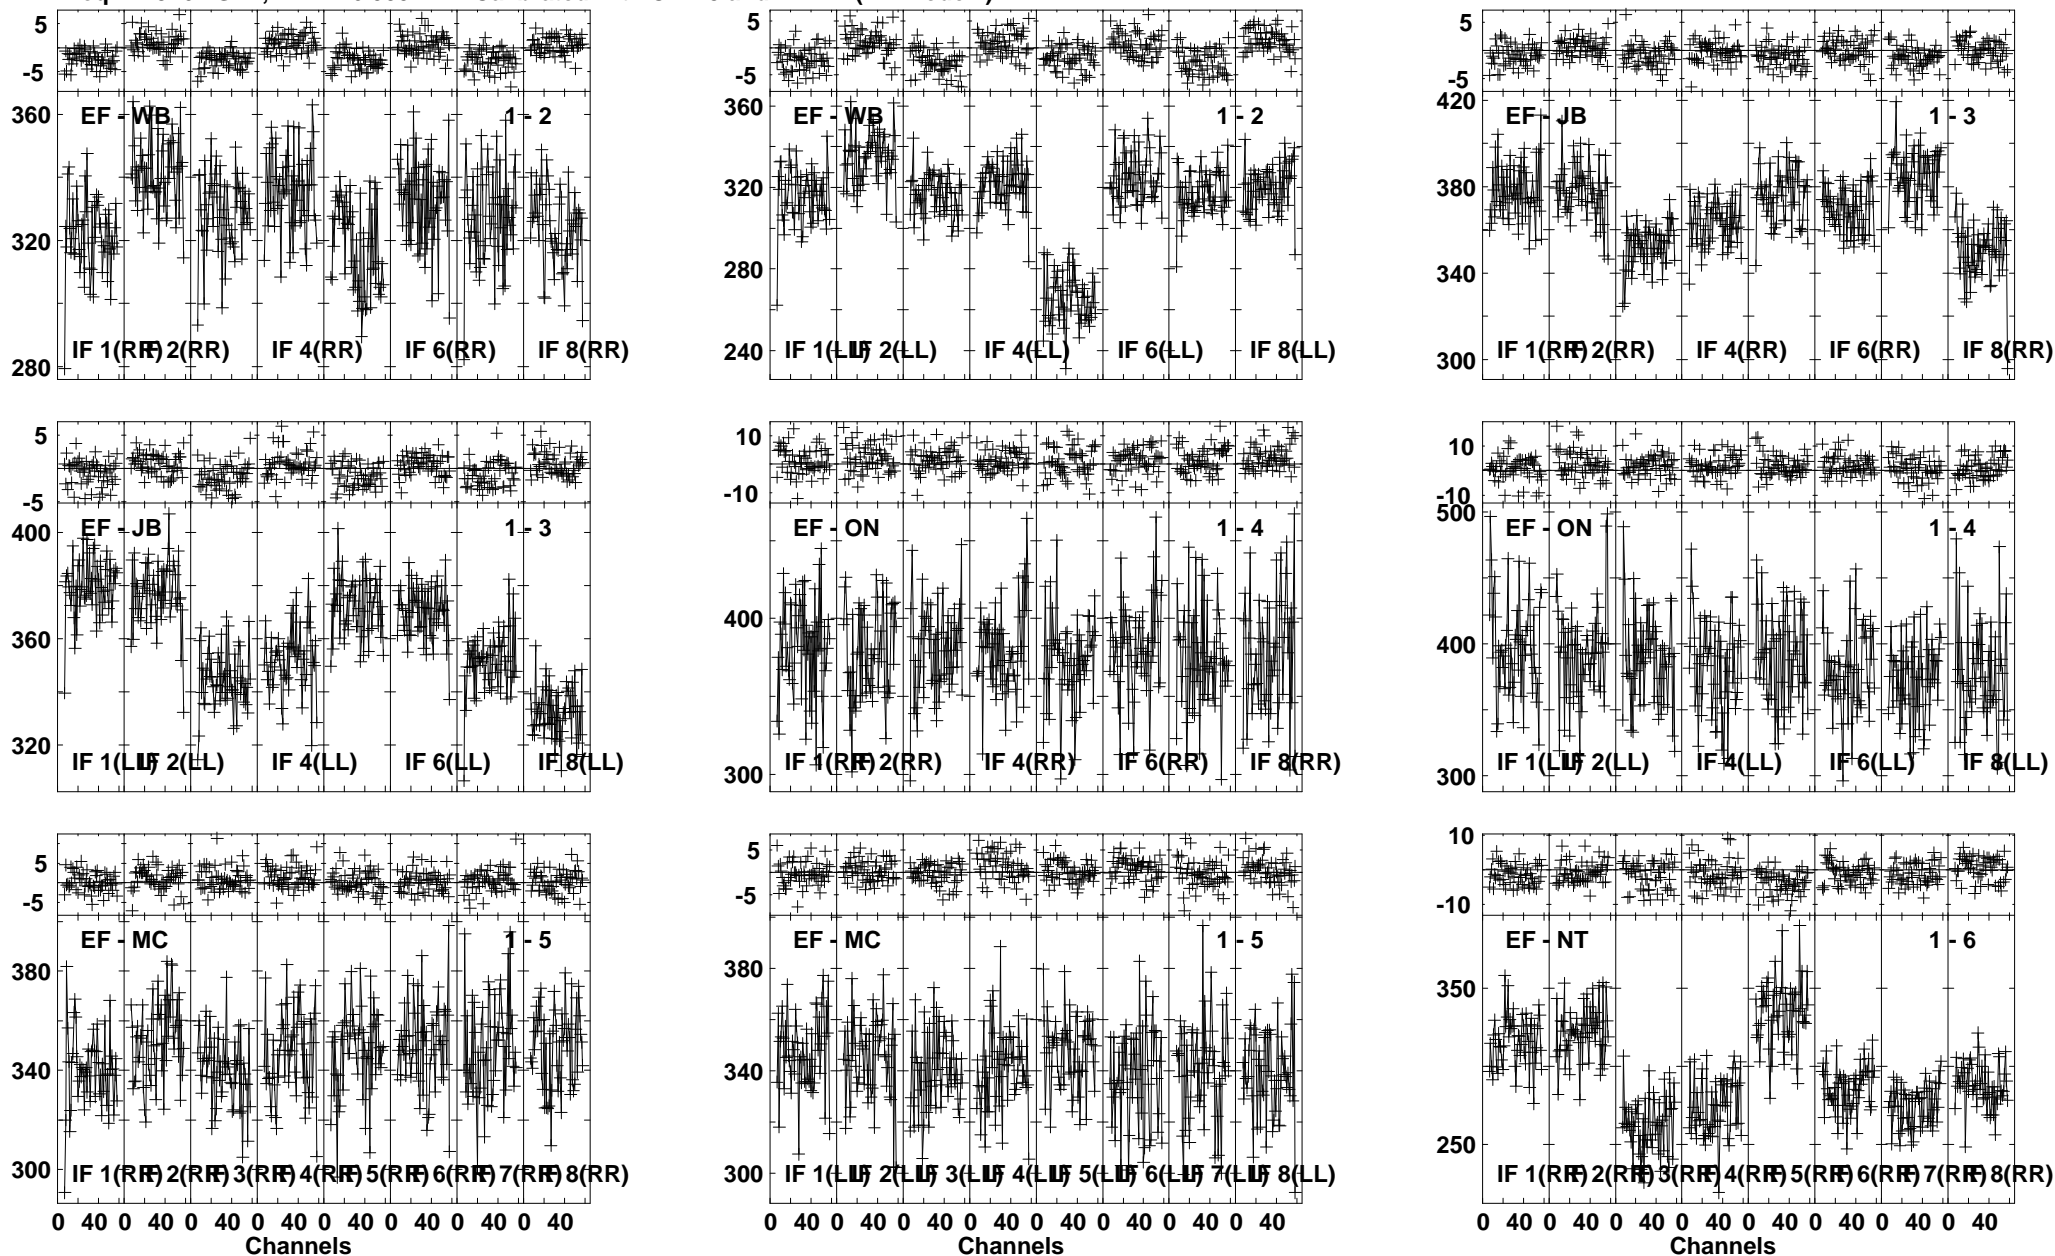 5
-5
360
320
280
EF - WB
1 - 2
IF 1(RR) IF 2(RR) IF 4(RR) IF 6(RR) IF 8(RR)
5
-5
360
320
280
240
EF - WB
1 - 2
IF 1(LL) IF 2(LL) IF 4(LL) IF 6(LL) IF 8(LL)
5
-5
420
380
340
300
EF - JB
1 - 3
IF 1(RR) IF 2(RR) IF 4(RR) IF 6(RR) IF 8(RR)
5
-5
400
360
320
EF - JB
1 - 3
IF 1(LL) IF 2(LL) IF 4(LL) IF 6(LL) IF 8(LL)
10
-10
400
300
EF - ON
1 - 4
IF 1(RR) IF 2(RR) IF 4(RR) IF 6(RR) IF 8(RR)
10
-10
500
400
300
EF - ON
1 - 4
IF 1(LL) IF 2(LL) IF 4(LL) IF 6(LL) IF 8(LL)
5
-5
380
340
300
EF - MC
1 - 5
IF 1(RR) IF 2(RR) IF 3(RR) IF 4(RR) IF 5(RR) IF 6(RR) IF 7(RR) IF 8(RR)
0 40 0 40 0 40 0 40 0 40 0 40 0 40 0 40
Channels
5
-5
380
340
300
EF - MC
1 - 5
IF 1(LL) IF 2(LL) IF 3(LL) IF 4(LL) IF 5(LL) IF 6(LL) IF 7(LL) IF 8(LL)
0 40 0 40 0 40 0 40 0 40 0 40 0 40 0 40
Channels
10
-10
350
250
EF - NT
1 - 6
IF 1(RR) IF 2(RR) IF 3(RR) IF 4(RR) IF 5(RR) IF 6(RR) IF 7(RR) IF 8(RR)
0 40 0 40 0 40 0 40 0 40 0 40 0 40 0 40
Channels